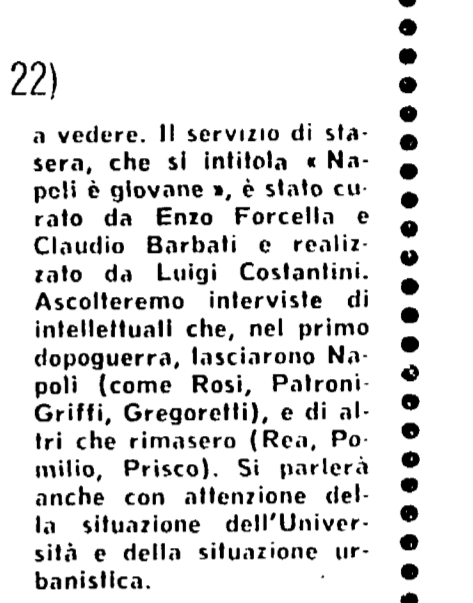 22)
a vedere. Il servizio di sta-
sera, che si intitola « Na-
poli è giovane », è stato cu-
rato da Enzo Forcella e
Claudio Barbati e realiz-
zato da Luigi Costantini.
Ascolteremo interviste di
intellettuali che, nel primo
dopoguerra, lasciarono Na-
poli (come Rosi, Patroni-
Griffi, Gregoretti), e di al-
tri che rimasero (Rea, Po-
milio, Prisco). Si parlerà
anche con attenzione del-
la situazione dell'Univer-
sità e della situazione ur-
banistica.